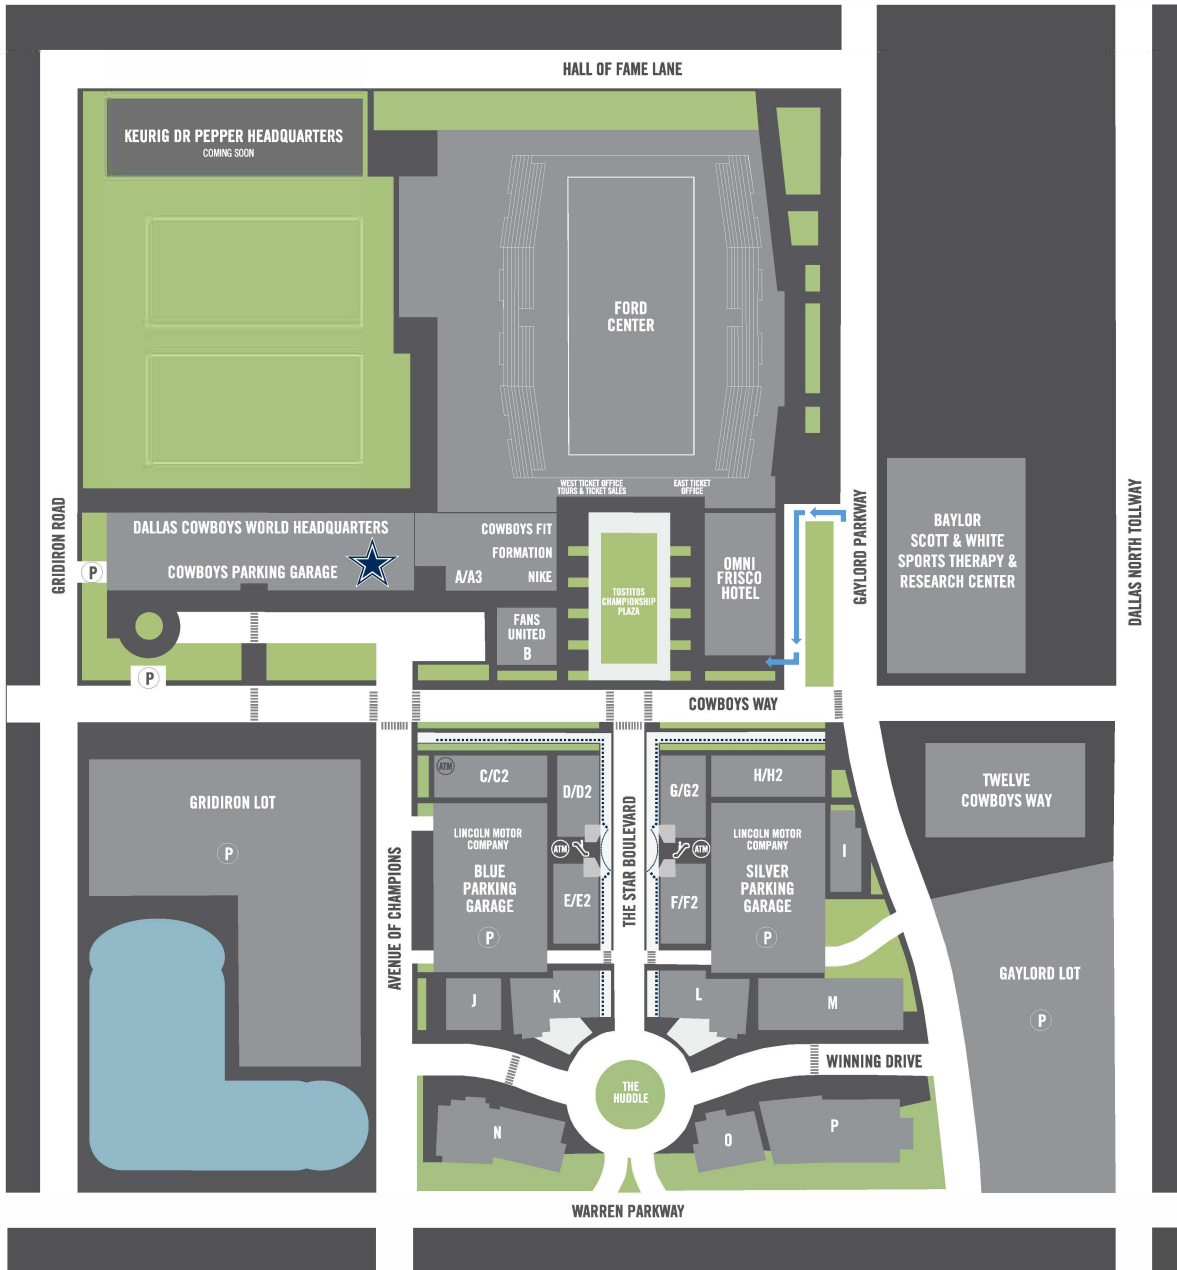 HALL OF FAME LANE
KEURIG DR PEPPER HEADQUARTERS
COMING SOON
FORD
CENTER
WEST TICKET OFFICE
TOURS & TICKET SALES
EAST TICKET
OFFICE
GRIDIRON ROAD
DALLAS COWBOYS WORLD HEADQUARTERS
COWBOYS PARKING GARAGE
P
COWBOYS FIT
FORMATION
A/A3
NIKE
FANS
UNITED
B
TOSTITOS
CHAMPIONSHIP
PLAZA
OMNI
FRISCO
HOTEL
GAYLORD PARKWAY
BAYLOR
SCOTT & WHITE
SPORTS THERAPY &
RESEARCH CENTER
DALLAS NORTH TOLLWAY
P
COWBOYS WAY
GRIDIRON LOT
P
AVENUE OF CHAMPIONS
ATM
C/C2
D/D2
LINCOLN MOTOR
COMPANY
BLUE
PARKING
GARAGE
P
ATM
E/E2
THE STAR BOULEVARD
G/G2
H/H2
ATM
F/F2
LINCOLN MOTOR
COMPANY
SILVER
PARKING
GARAGE
P
I
TWELVE
COWBOYS WAY
GAYLORD LOT
P
J
K
L
M
WINNING DRIVE
THE
HUDDLE
N
O
P
WARREN PARKWAY